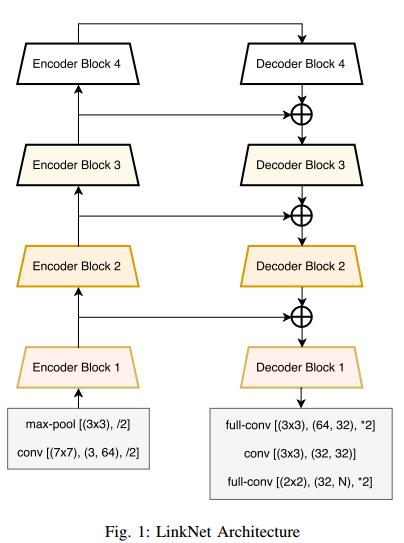 Encoder Block 4
Decoder Block 4
Encoder Block 3
Decoder Block 3
Encoder Block 2
Decoder Block 2
Encoder Block 1
Decoder Block 1
max-pool [(3x3), /2]
conv [(7x7), (3, 64), /2]
full-conv [(3x3), (64, 32), *2]
conv [(3x3), (32, 32)]
full-conv [(2x2), (32, N), *2]
Fig. 1: LinkNet Architecture